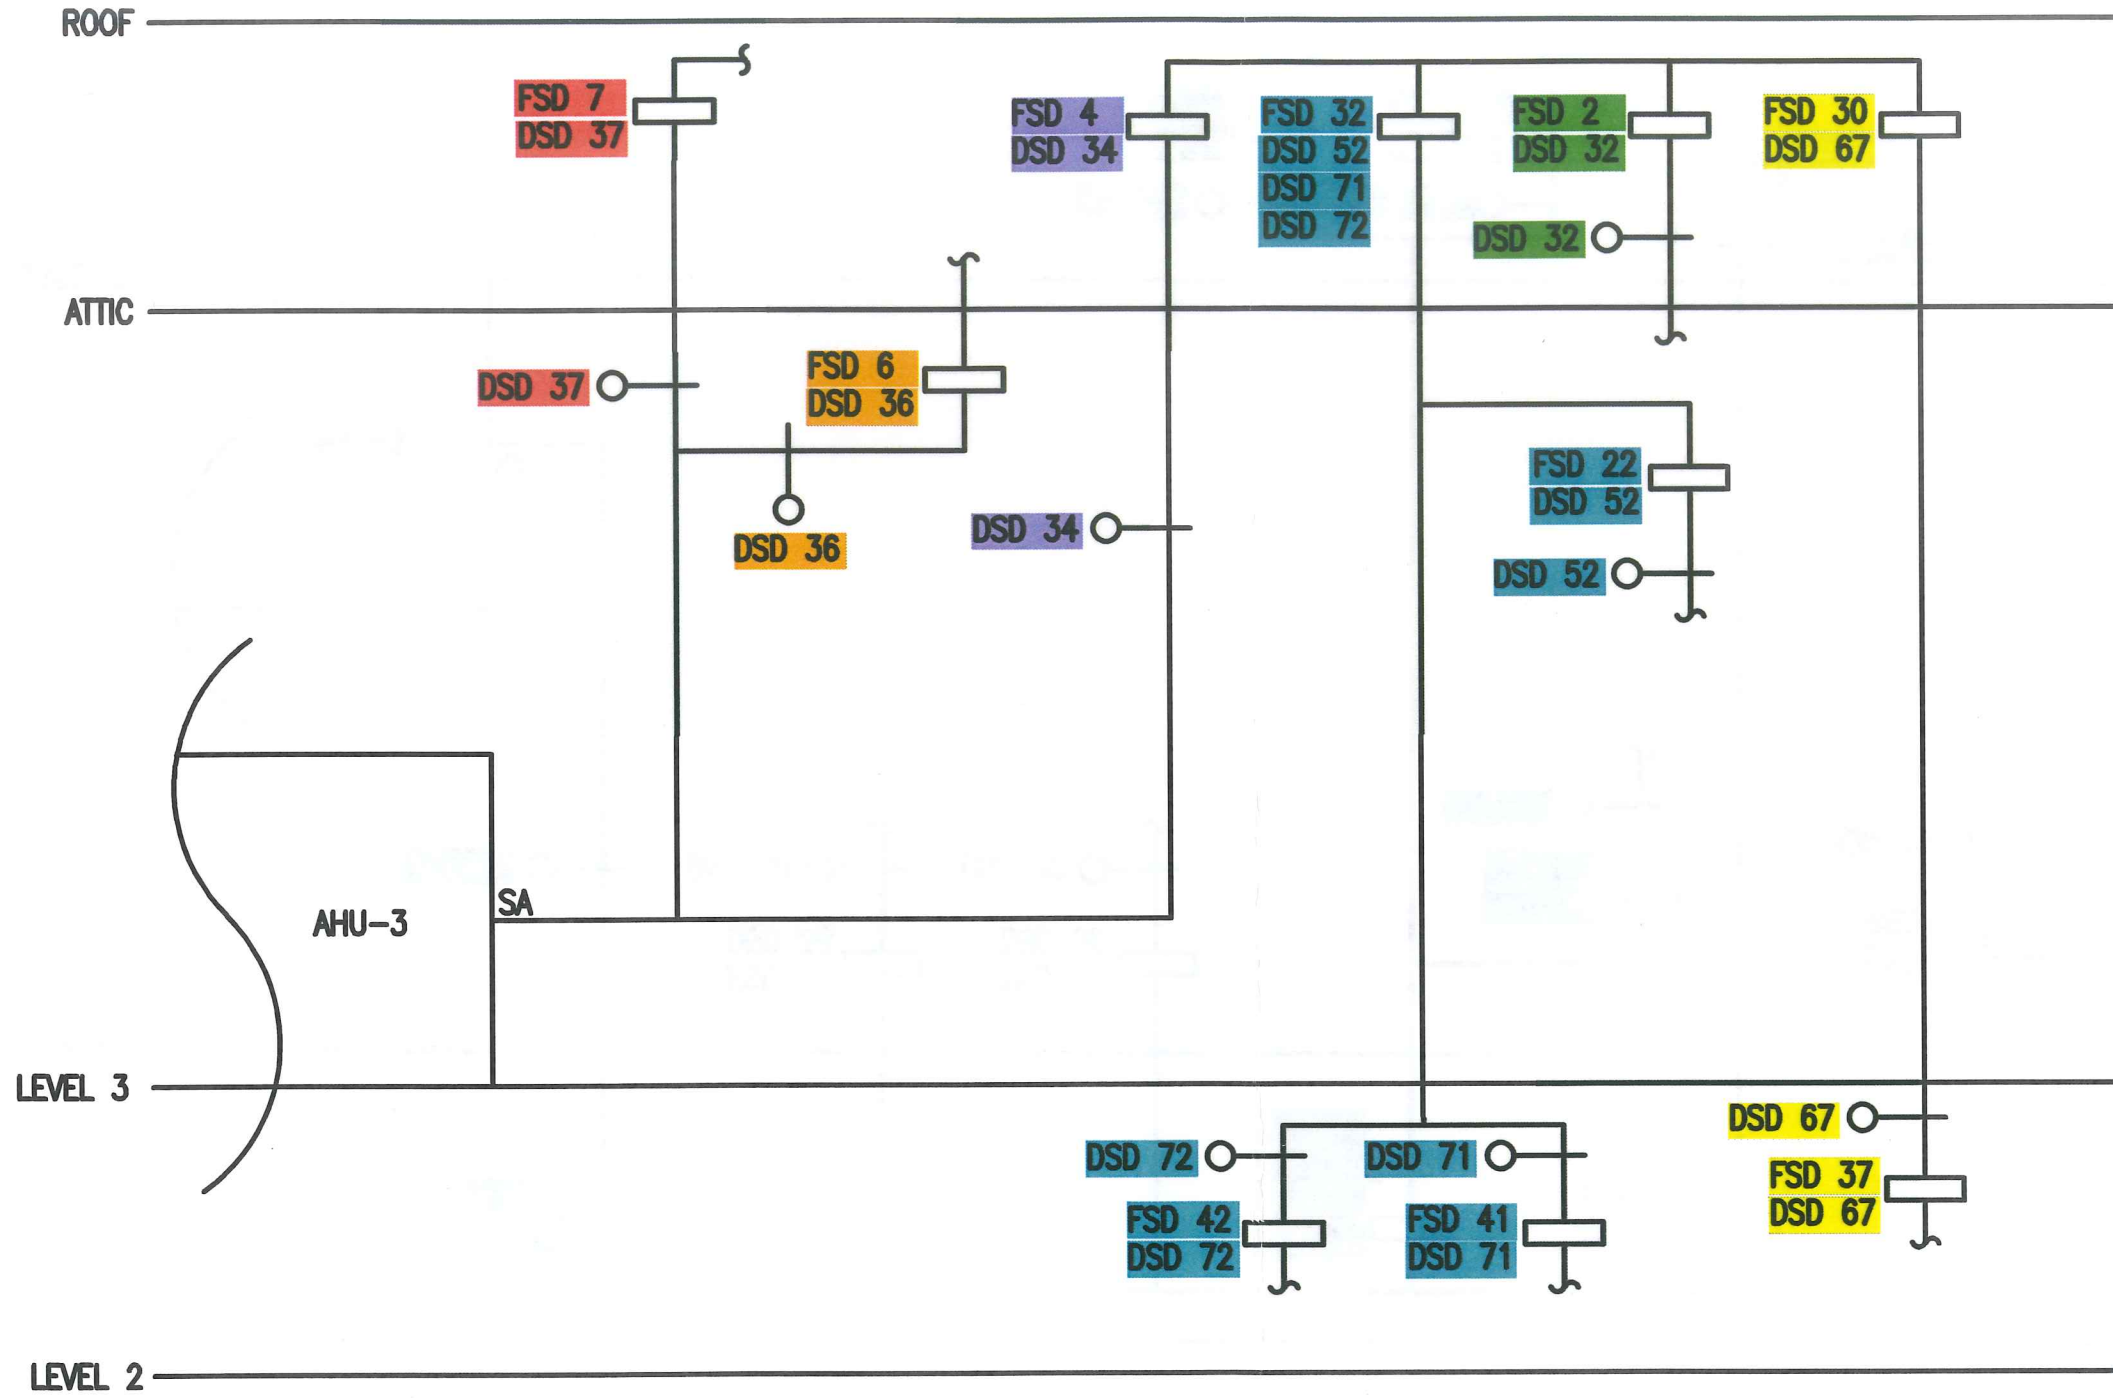 ROOF
FSD 7
DSD 37
FSD 4
DSD 34
FSD 32
DSD 52
DSD 71
DSD 72
FSD 2
DSD 32
FSD 30
DSD 67
DSD 32
ATTIC
DSD 37
FSD 6
DSD 36
DSD 36
DSD 34
FSD 22
DSD 52
DSD 52
AHU-3
SA
LEVEL 3
DSD 72
DSD 71
DSD 67
FSD 42
DSD 72
FSD 41
DSD 71
FSD 37
DSD 67
LEVEL 2